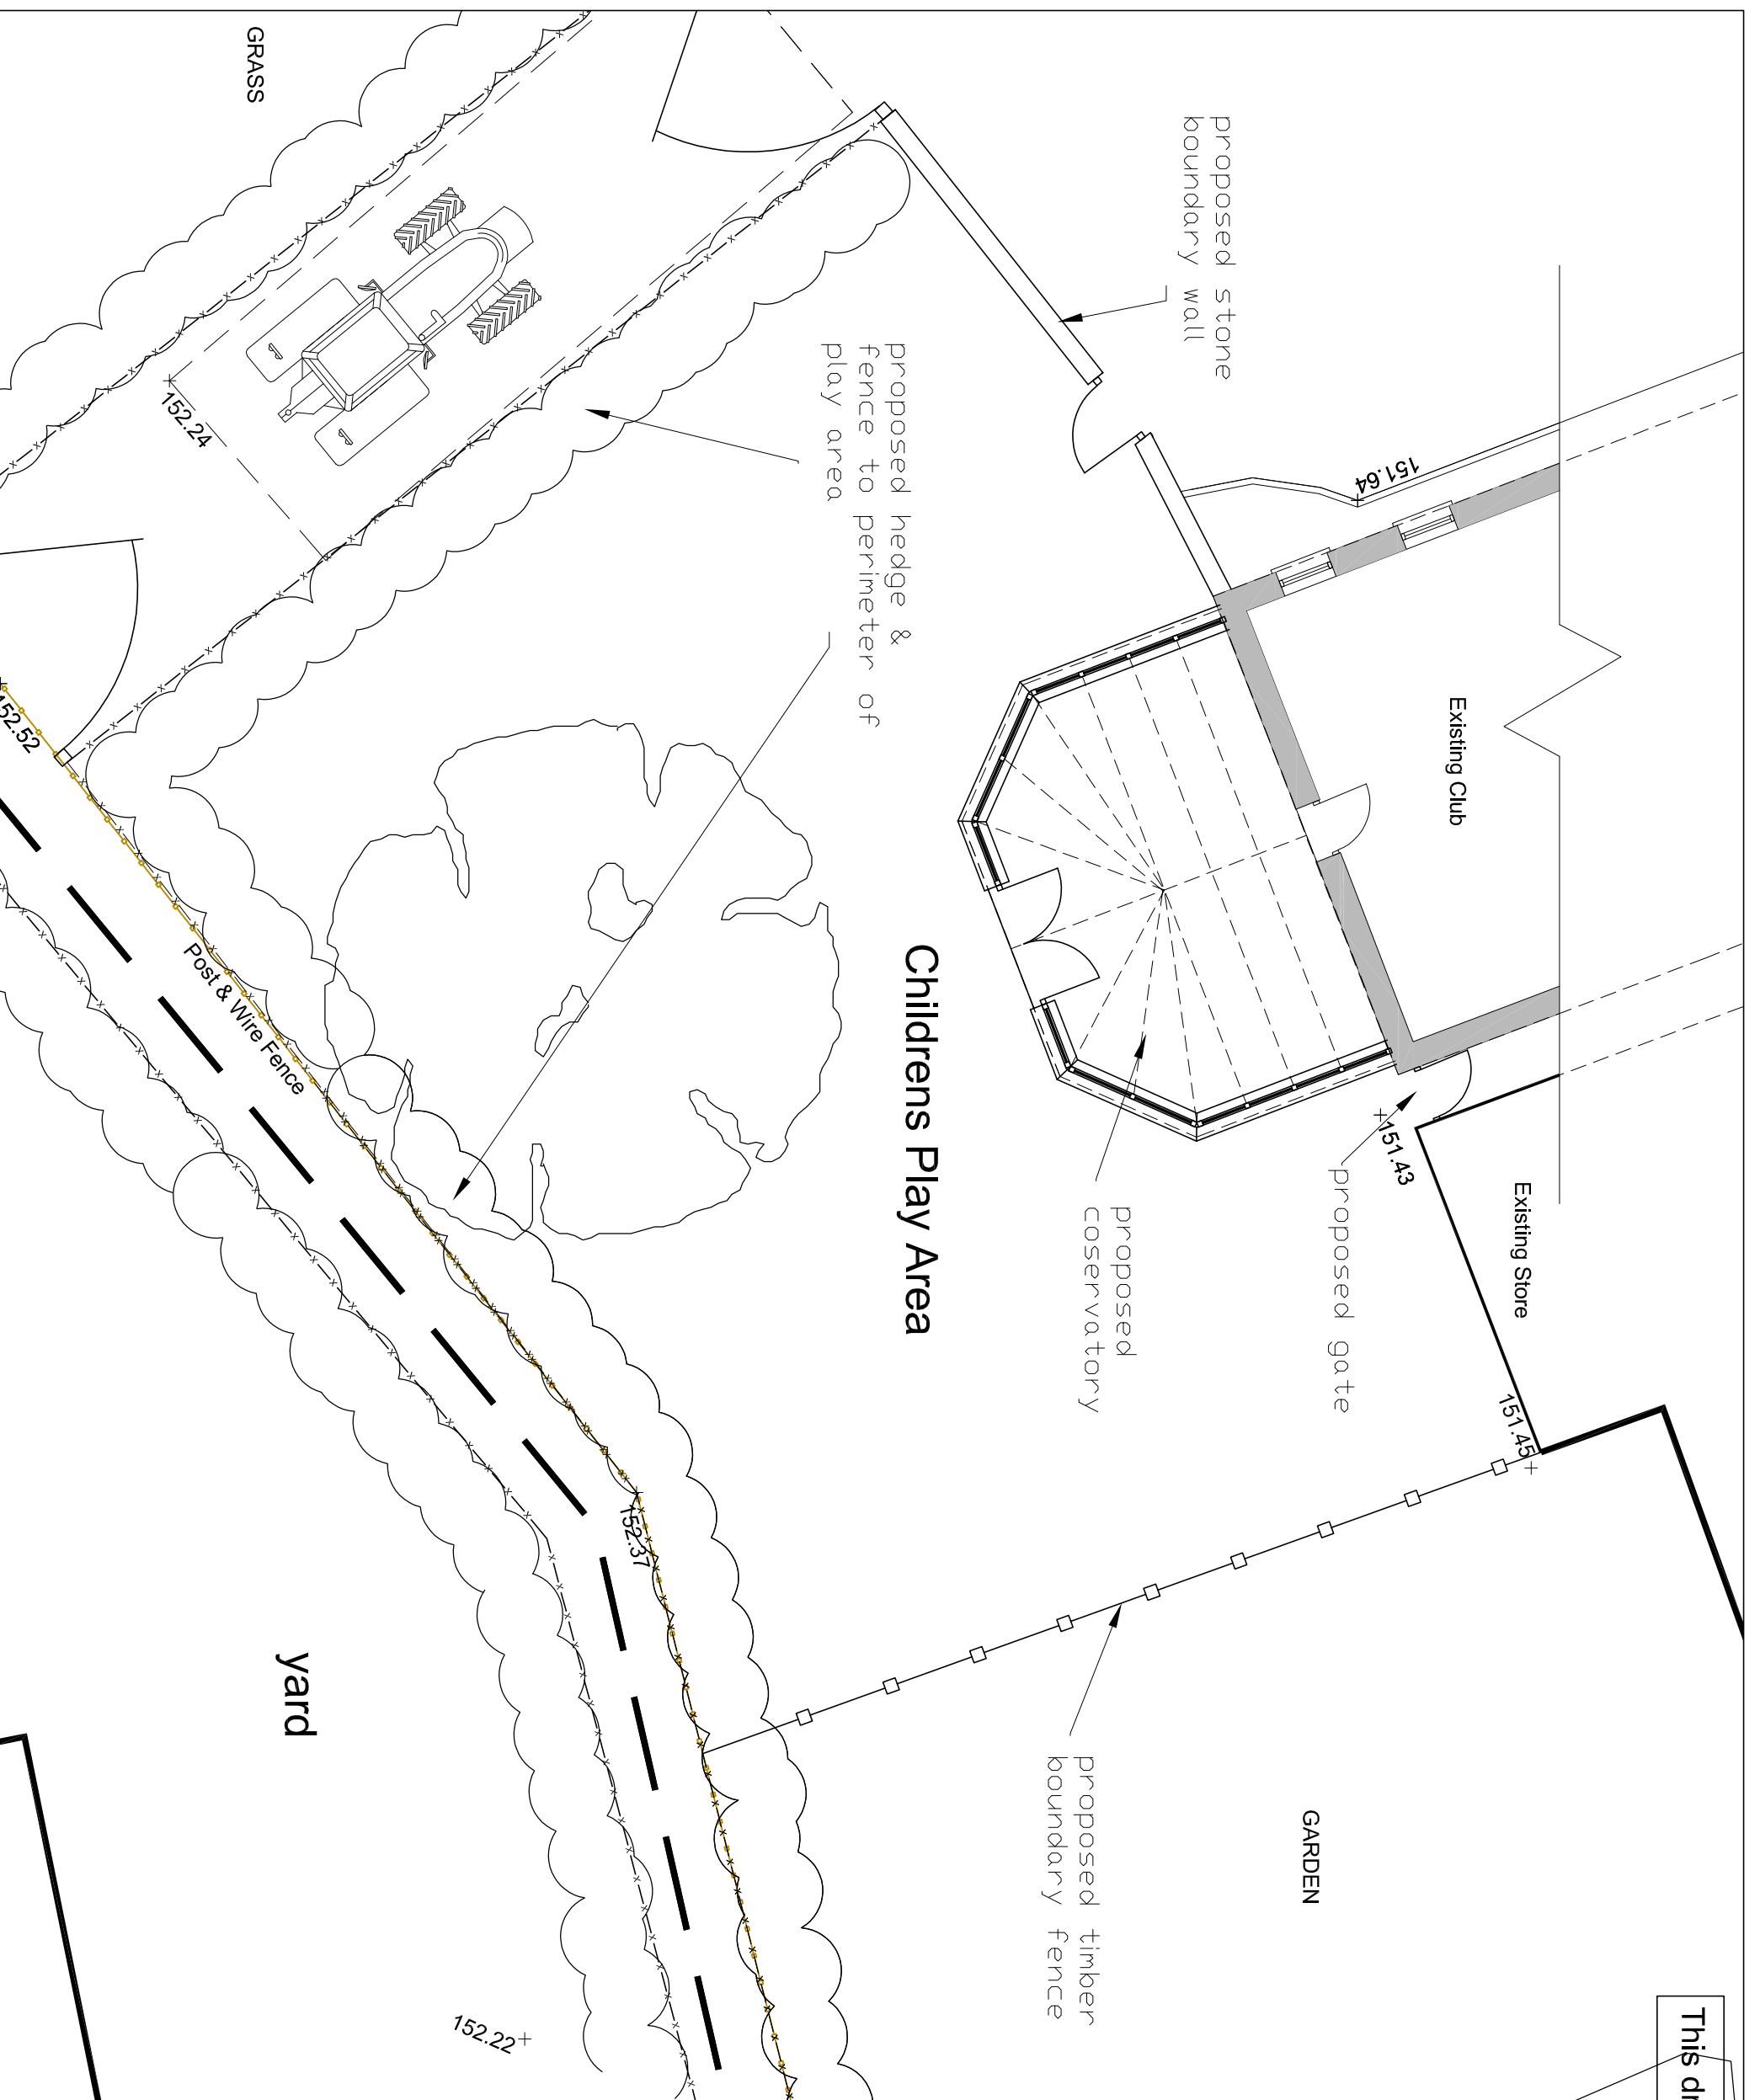 This dr
Existing Store
Existing Club
151.45
151.64
151.43
proposed gate
GARDEN
proposed stone
boundary wall
proposed
coservatory
proposed timber
boundary fence
Childrens Play Area
proposed hedge &
fence to perimeter of
play area
152.37
152.22
yard
GRASS
Post & Wire Fence
152.24
152.52